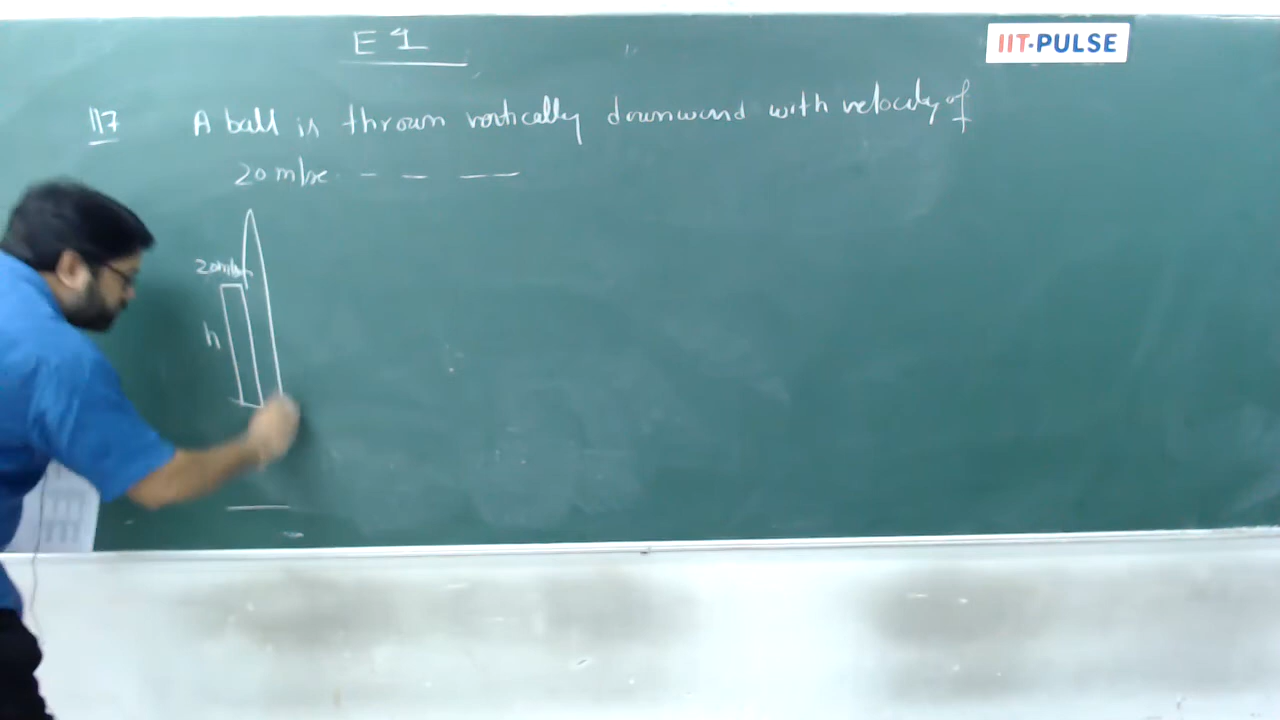 E 1
IIT·PULSE
117 A ball is thrown vertically downward with velocity of
20 m/sec - - —
20m/s
h